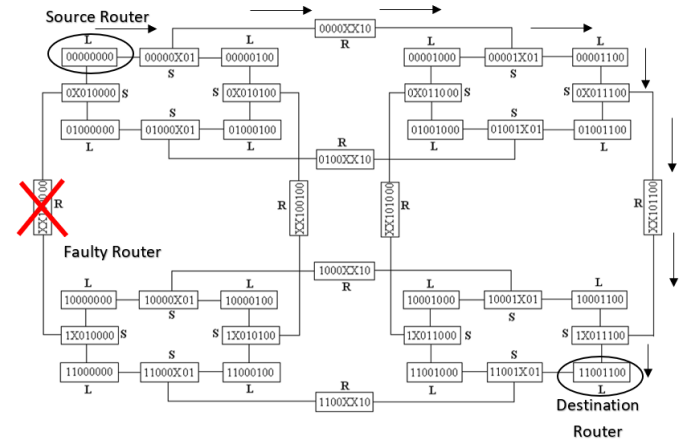 Source Router
0000XX10
R
L L L L
00000000 00000X01 00000100 00001000 00001X01 00001100
S S
0X010000 S S 0X010100 0X011000 S S 0X011100
S S
01000000 01000X01 01000100 01001000 01001X01 01001100
L L L L
R
0100XX10
R XX100100 R XX101000 R XX101100
R
Faulty Router
1000XX10
R
L L L L
10000000 10000X01 10000100 10001000 10001X01 10001100
S S
1X010000 S S 1X010100 1X011000 S S 1X011100
S S
11000000 11000X01 11000100 11001000 11001X01 11001100
L L L L
R
1100XX10
Destination
Router